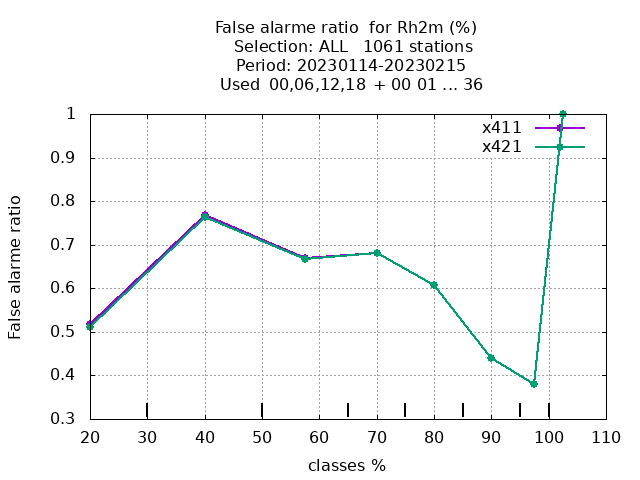 False alarme ratio  for Rh2m (%)
Selection: ALL   1061 stations
Period: 20230114-20230215
Used  00,06,12,18  + 00 01 ... 36
x411
x421
1
0.9
0.8
0.7
0.6
0.5
0.4
0.3
False alarme ratio
20 30 40 50 60 70 80 90 100 110
classes %